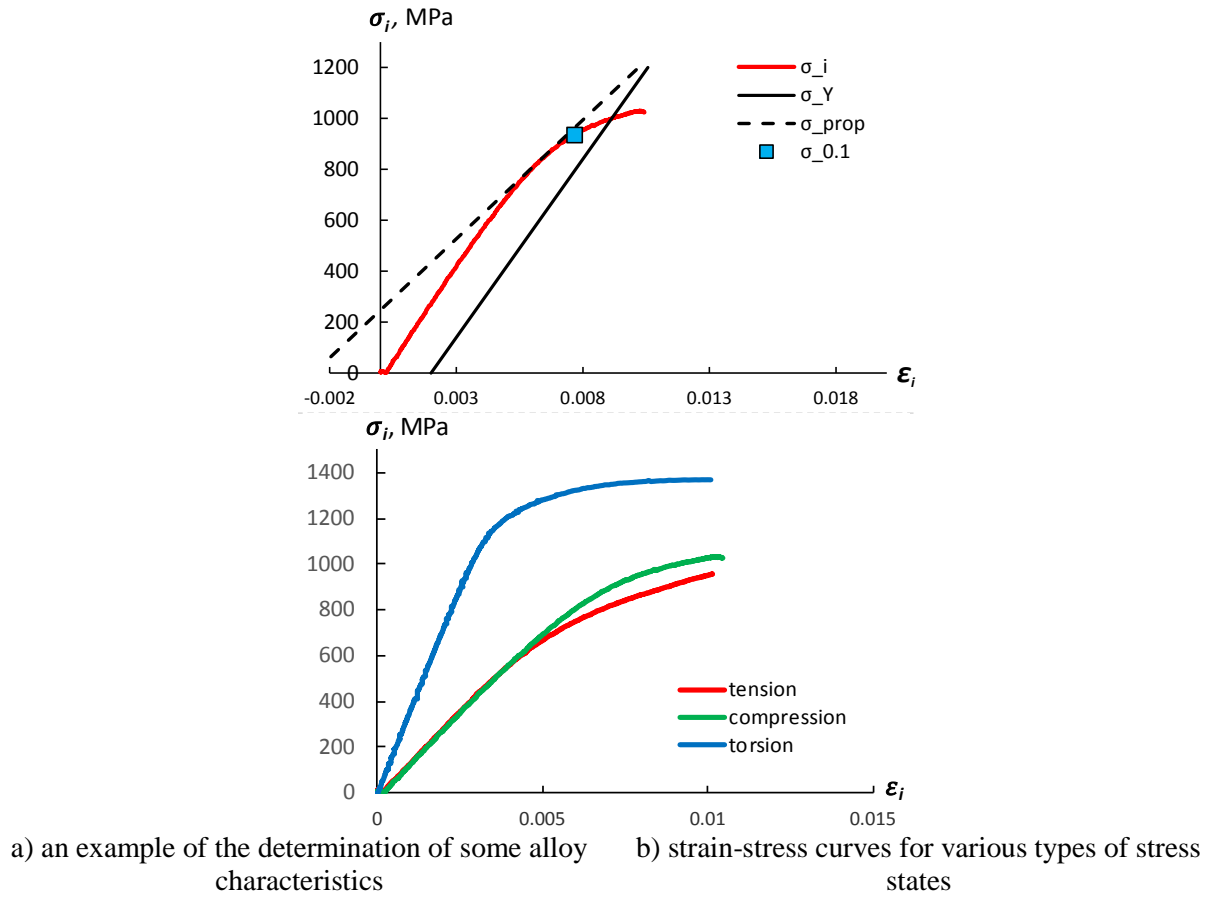 σi, MPa
1200
1000
800
600
400
200
0
-0.002 0.003 0.008 0.013 0.018
εi
σ_i
σ_Y
σ_prop
σ_0.1
σi, MPa
1400
1200
1000
800
600
400
200
0
0 0.005 0.01 0.015
εi
tension
compression
torsion
a) an example of the determination of some alloy
characteristics
b) strain-stress curves for various types of stress
states